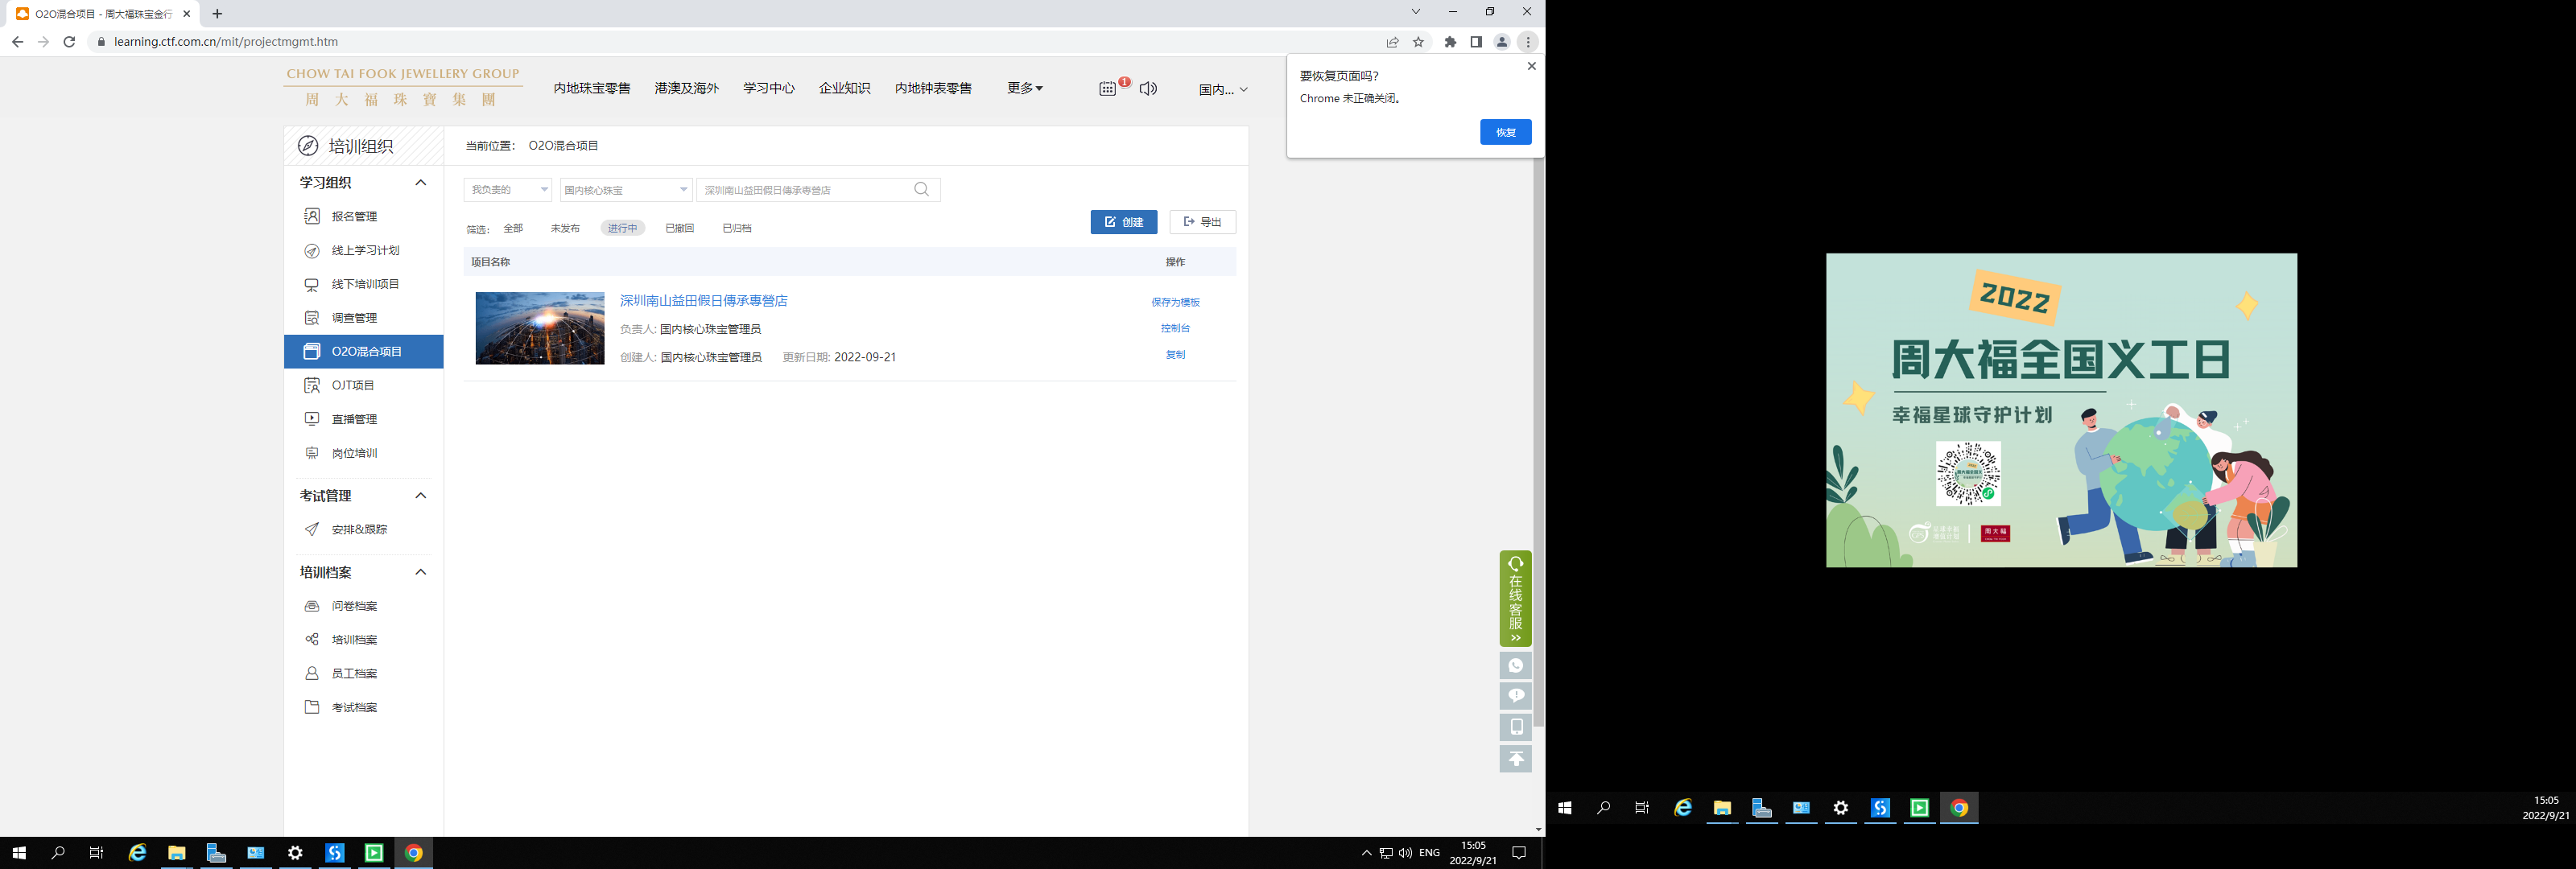 O2O混合项目 - 周大福珠宝金行
learning.ctf.com.cn/mit/projectmgmt.htm
要恢复页面吗?
Chrome 未正确关闭。
恢复
CHOW TAI FOOK JEWELLERY GROUP
周大福珠寶集團
内地珠宝零售 港澳及海外 学习中心 企业知识 内地钟表零售 更多 1 国内...
培训组织
当前位置： O2O混合项目
学习组织
报名管理
线上学习计划
线下培训项目
调查管理
O2O混合项目
OJT项目
直播管理
岗位培训
考试管理
安排&跟踪
培训档案
问卷档案
培训档案
员工档案
考试档案
我负责的 国内核心珠宝 深圳南山益田假日傳承專營店
筛选： 全部 未发布 进行中 已撤回 已归档
创建 导出
项目名称 操作
深圳南山益田假日傳承專營店
负责人: 国内核心珠宝管理员
创建人: 国内核心珠宝管理员 更新日期: 2022-09-21
保存为模板
控制台
复制
在线客服
ENG
15:05
2022/9/21
2022
周大福全国义工日
幸福星球守护计划
周大福
15:05
2022/9/21